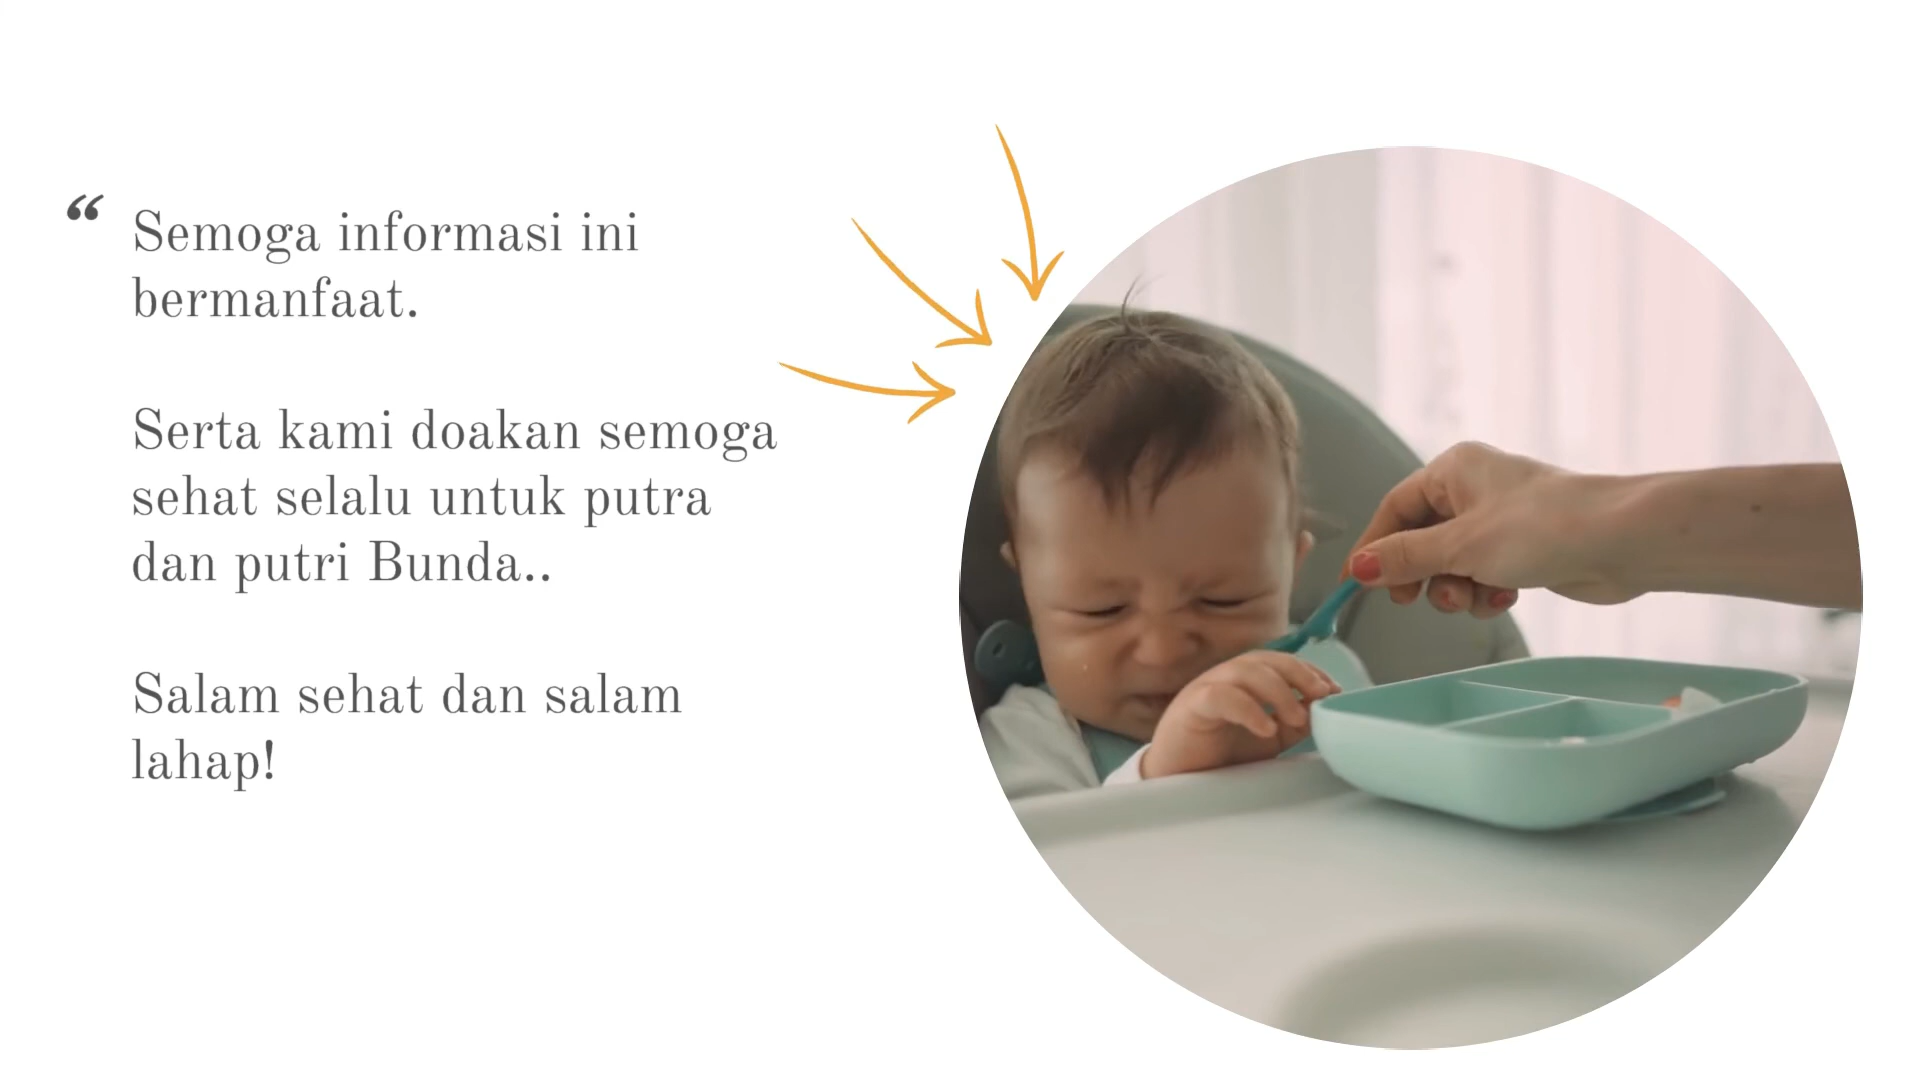 “ Semoga informasi ini
bermanfaat.
Serta kami doakan semoga
sehat selalu untuk putra
dan putri Bunda..
Salam sehat dan salam
lahap!